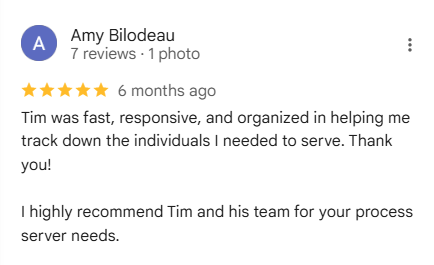 A
Amy Bilodeau
7 reviews · 1 photo
6 months ago
Tim was fast, responsive, and organized in helping me
track down the individuals I needed to serve. Thank
you!
I highly recommend Tim and his team for your process
server needs.